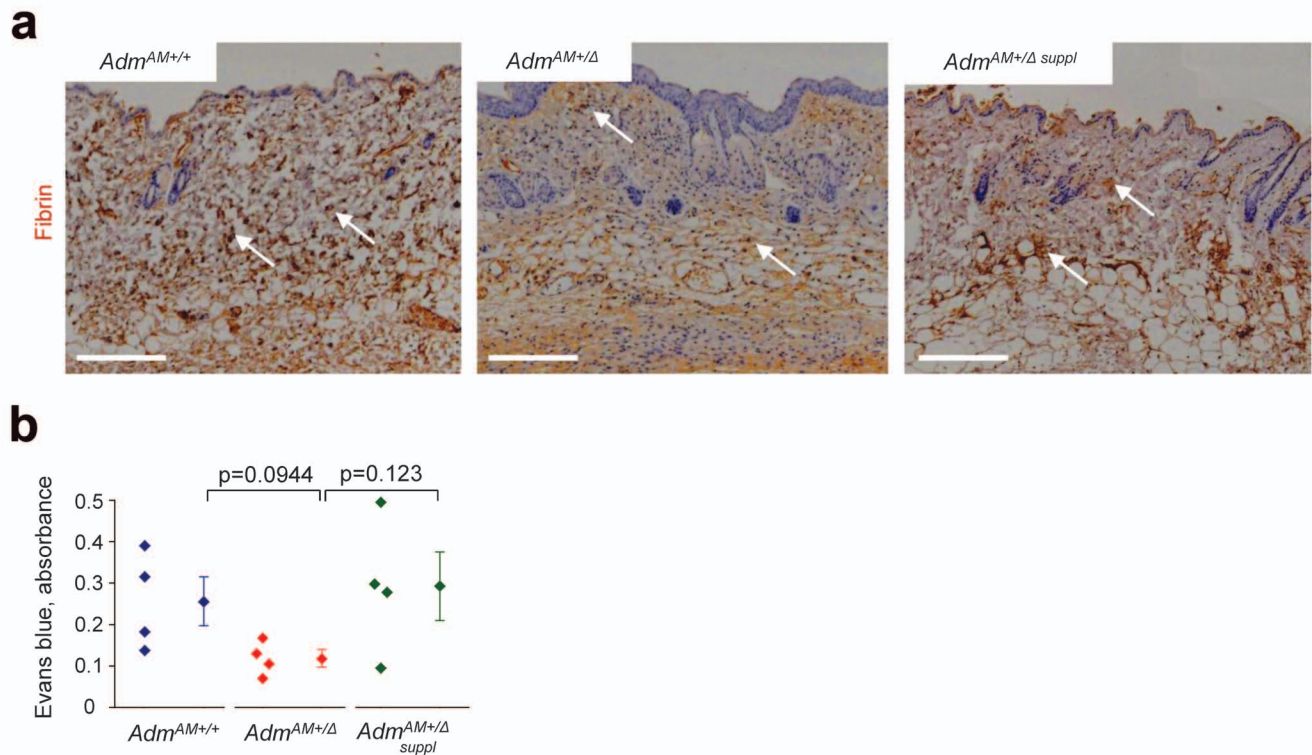 a
Adm^AM+/+
Adm^AM+/Δ
Adm^AM+/Δ suppl
Fibrin
b
p=0.0944
p=0.123
Evans blue, absorbance
0.5
0.4
0.3
0.2
0.1
0
Adm^AM+/+
Adm^AM+/Δ
Adm^AM+/Δ
suppl